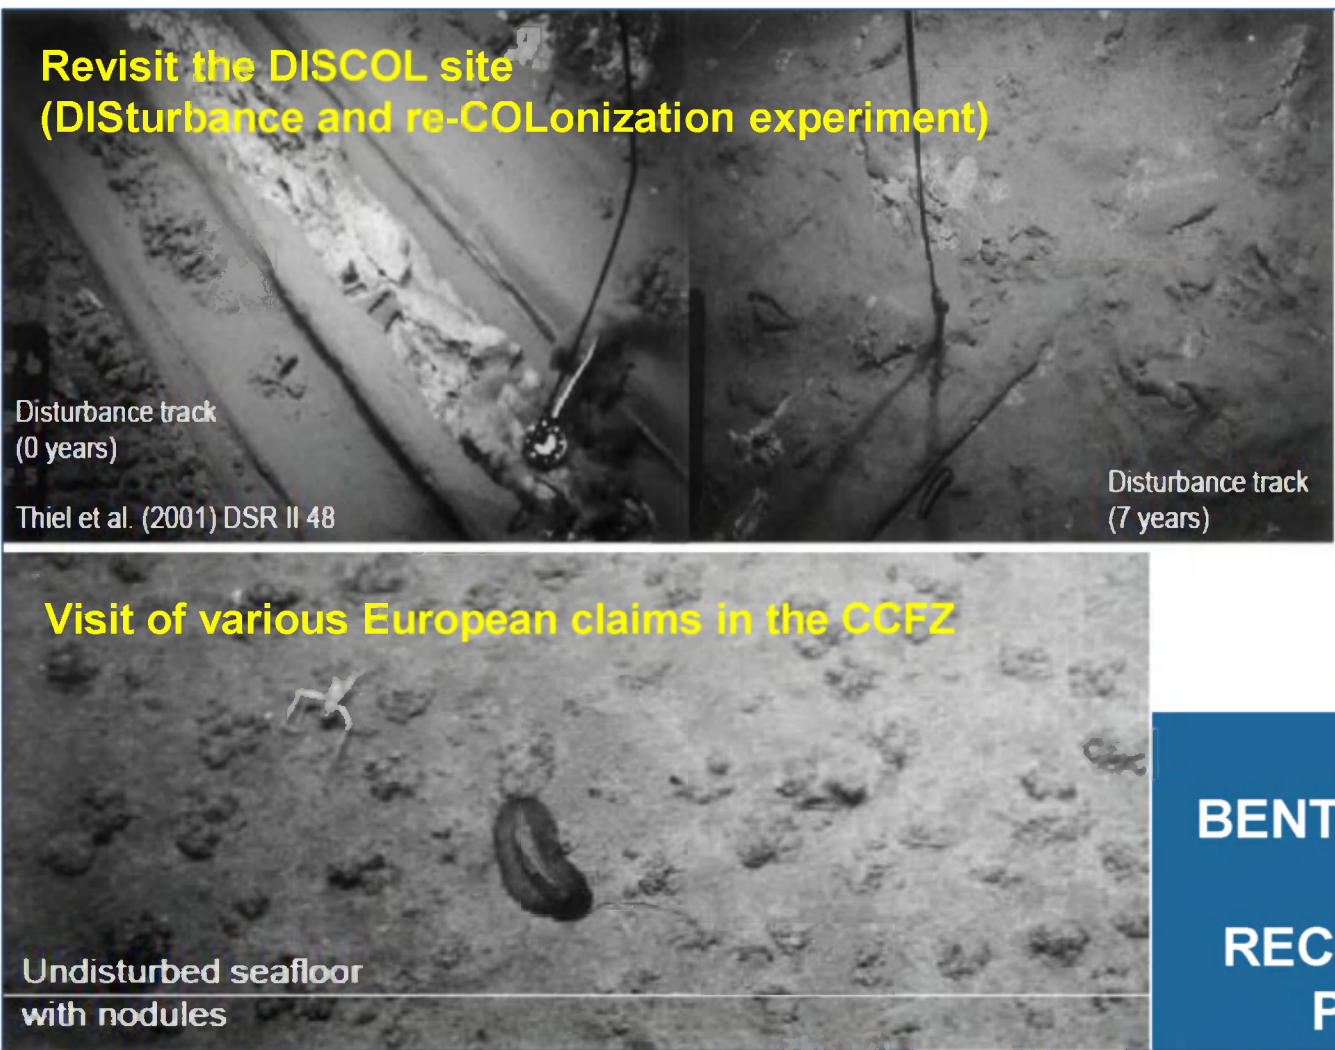 Revisit the DISCOL site
(DISturbance and re-COLonization experiment)
Disturbance track
(0 years)
Thiel et al. (2001) DSR II 48
Disturbance track
(7 years)
Visit of various European claims in the CCFZ
Undisturbed seafloor
with nodules
BENT
REC
P